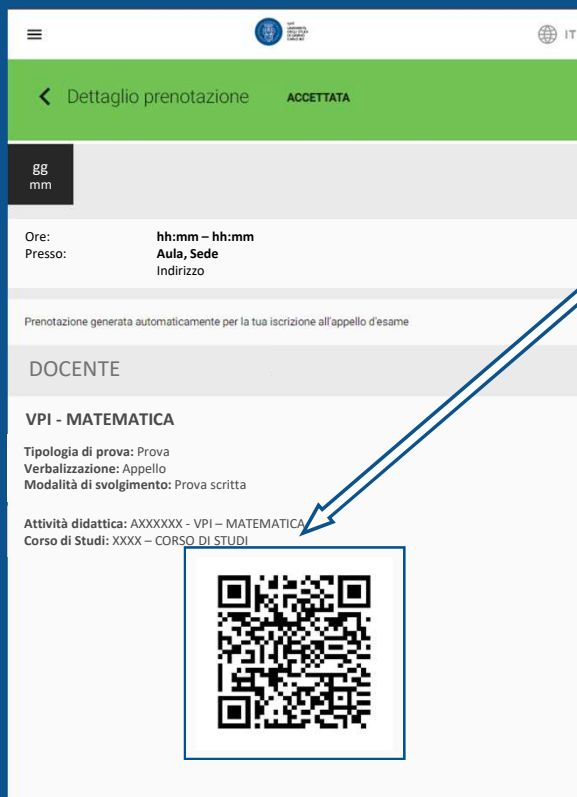 IT
Dettaglio prenotazione ACCETTATA
gg
mm
Ore: hh:mm – hh:mm
Presso: Aula, Sede
Indirizzo
Prenotazione generata automaticamente per la tua iscrizione all'appello d'esame
DOCENTE
VPI - MATEMATICA
Tipologia di prova: Prova
Verbalizzazione: Appello
Modalità di svolgimento: Prova scritta
Attività didattica: AXXXXXX - VPI – MATEMATICA
Corso di Studi: XXXX – CORSO DI STUDI